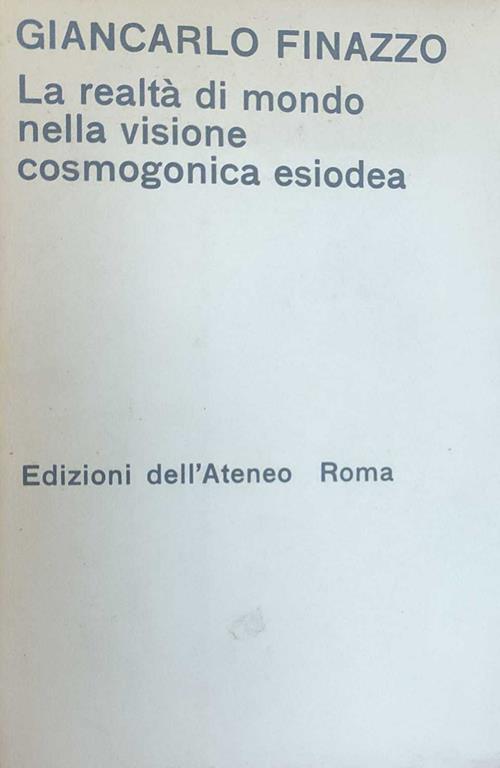 GIANCARLO FINAZZO
La realtà di mondo
nella visione
cosmogonica esiodea
Edizioni dell'Ateneo Roma